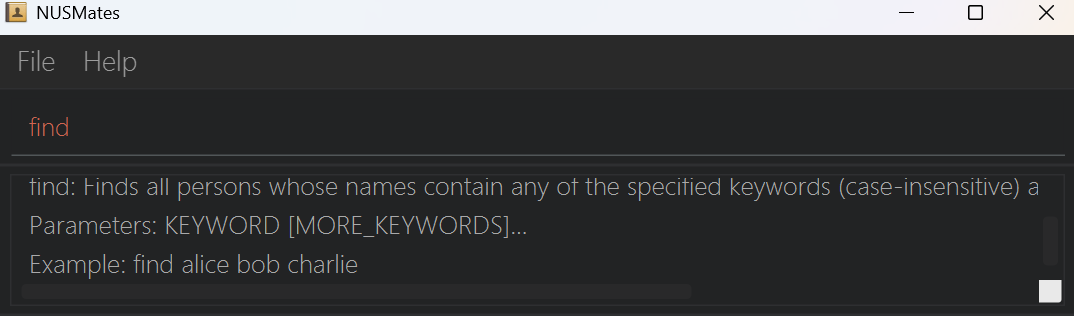 NUSMates
File Help
find
find: Finds all persons whose names contain any of the specified keywords (case-insensitive) a
Parameters: KEYWORD [MORE_KEYWORDS]...
Example: find alice bob charlie